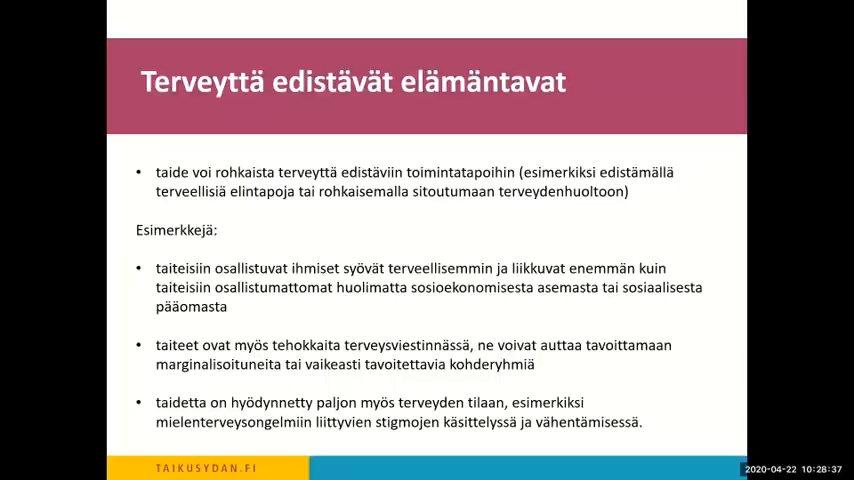 Terveyttä edistävät elämäntavat
• taide voi rohkaista terveyttä edistäviin toimintatapoihin (esimerkiksi edistämällä
terveellisiä elintapoja tai rohkaisemalla sitoutumaan terveydenhuoltoon)
Esimerkkejä:
• taiteisiin osallistuvat ihmiset syövät terveellisemmin ja liikkuvat enemmän kuin
taiteisiin osallistumattomat huolimatta sosioekonomisesta asemasta tai sosiaalisesta
pääomasta
• taiteet ovat myös tehokkaita terveysviestinnässä, ne voivat auttaa tavoittamaan
marginalisoituneita tai vaikeasti tavoitettavia kohderyhmiä
• taidetta on hyödynnetty paljon myös terveyden tilaan, esimerkiksi
mielenterveysongelmiin liittyvien stigmojen käsittelyssä ja vähentämisessä.
TAIKUSYDAN.FI
2020-04-22 10:28:37